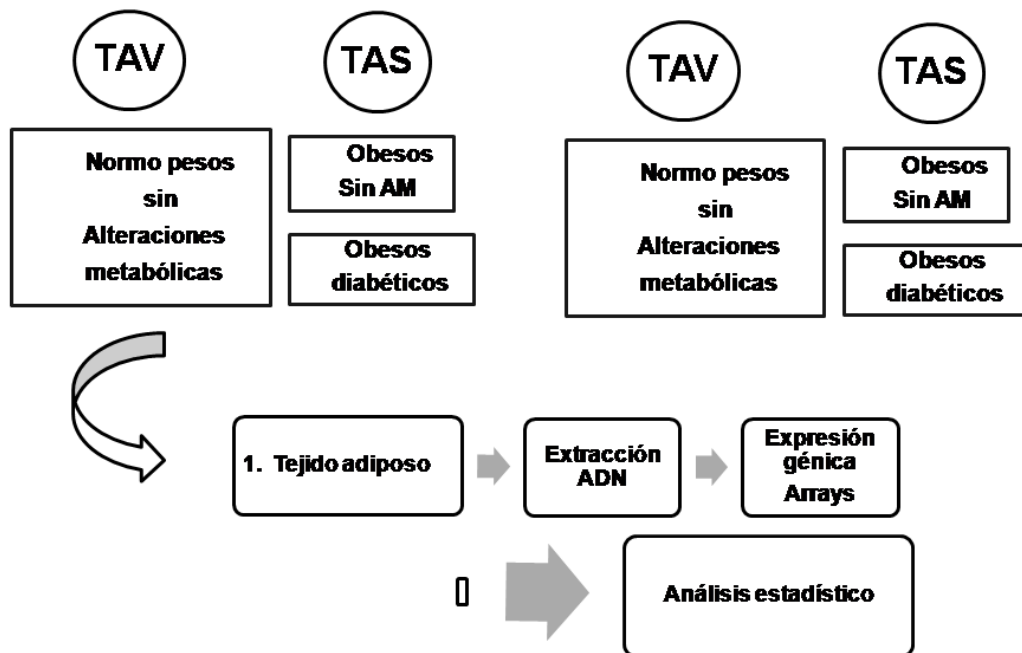 TAV
TAS
Normo pesos
sin
Alteraciones
metabólicas
Obesos
Sin AM
Obesos
diabéticos
TAV
TAS
Normo pesos
sin
Alteraciones
metabólicas
Obesos
Sin AM
Obesos
diabéticos
1. Tejido adiposo
Extracción
ADN
Expresión
génica
Arrays
Análisis estadístico